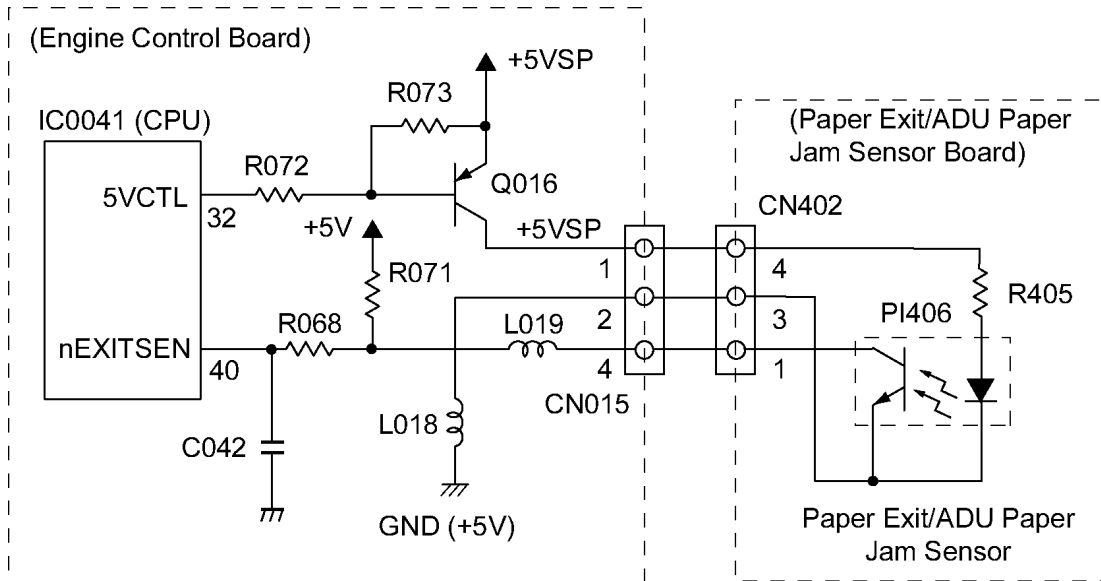 (Engine Control Board)
+5VSP
R073
IC0041 (CPU)
(Paper Exit/ADU Paper
Jam Sensor Board)
R072
5VCTL
Q016
32
CN402
+5V
+5VSP
1
4
R071
R405
R068
L019
2
3
PI406
nEXITSEN
40
4
1
CN015
L018
C042
GND (+5V)
Paper Exit/ADU Paper
Jam Sensor